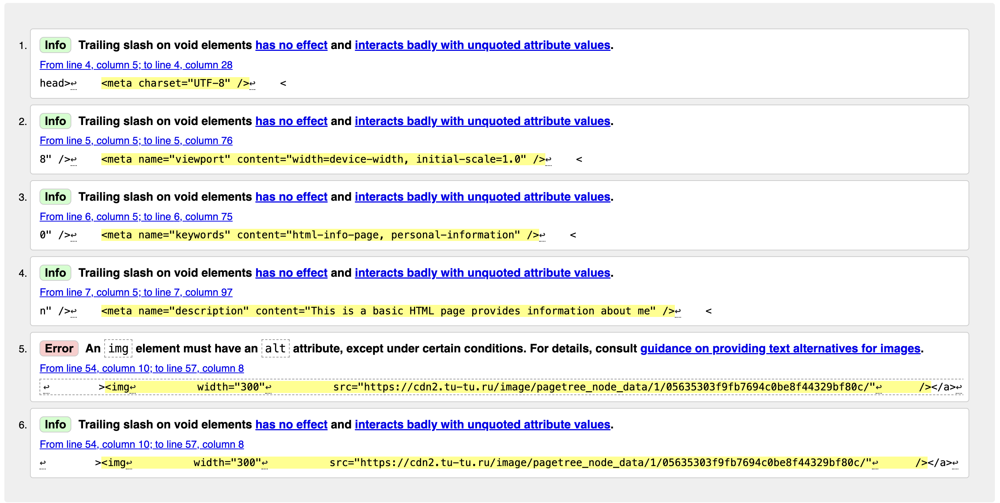 1. Info Trailing slash on void elements has no effect and interacts badly with unquoted attribute values.
From line 4, column 5; to line 4, column 28
head>↩    <meta charset="UTF-8" />↩    <
2. Info Trailing slash on void elements has no effect and interacts badly with unquoted attribute values.
From line 5, column 5; to line 5, column 76
8" />↩    <meta name="viewport" content="width=device-width, initial-scale=1.0" />↩    <
3. Info Trailing slash on void elements has no effect and interacts badly with unquoted attribute values.
From line 6, column 5; to line 6, column 75
0" />↩    <meta name="keywords" content="html-info-page, personal-information" />↩    <
4. Info Trailing slash on void elements has no effect and interacts badly with unquoted attribute values.
From line 7, column 5; to line 7, column 97
n" />↩    <meta name="description" content="This is a basic HTML page provides information about me" />↩    <
5. Error An img element must have an alt attribute, except under certain conditions. For details, consult guidance on providing text alternatives for images.
From line 54, column 10; to line 57, column 8
↩        ><img↩          width="300"↩          src="https://cdn2.tu-tu.ru/image/pagetree_node_data/1/05635303f9fb7694c0be8f44329bf80c/"↩      /></a>↩
6. Info Trailing slash on void elements has no effect and interacts badly with unquoted attribute values.
From line 54, column 10; to line 57, column 8
↩        ><img↩          width="300"↩          src="https://cdn2.tu-tu.ru/image/pagetree_node_data/1/05635303f9fb7694c0be8f44329bf80c/"↩      /></a>↩